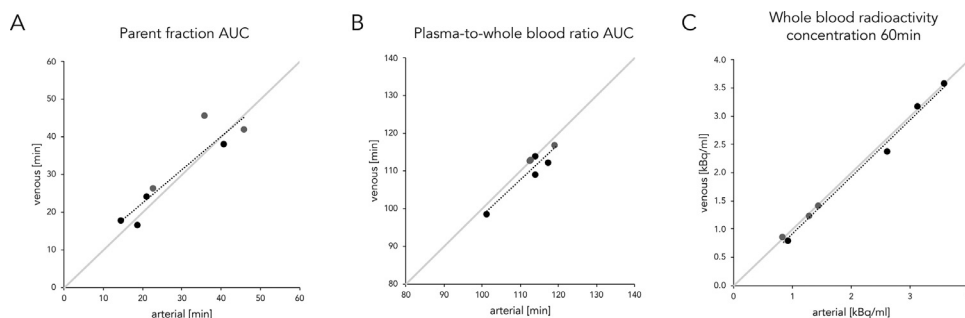 A
Parent fraction AUC
60
50
40
30
20
10
0
venous [min]
0 10 20 30 40 50 60
arterial [min]
B
Plasma-to-whole blood ratio AUC
140
130
120
110
100
90
80
venous [min]
80 90 100 110 120 130 140
arterial [min]
C
Whole blood radioactivity
concentration 60min
4.0
3.5
3.0
2.5
2.0
1.5
1.0
0.5
0.0
venous [kBq/ml]
0 1 2 3
arterial [kBq/ml]